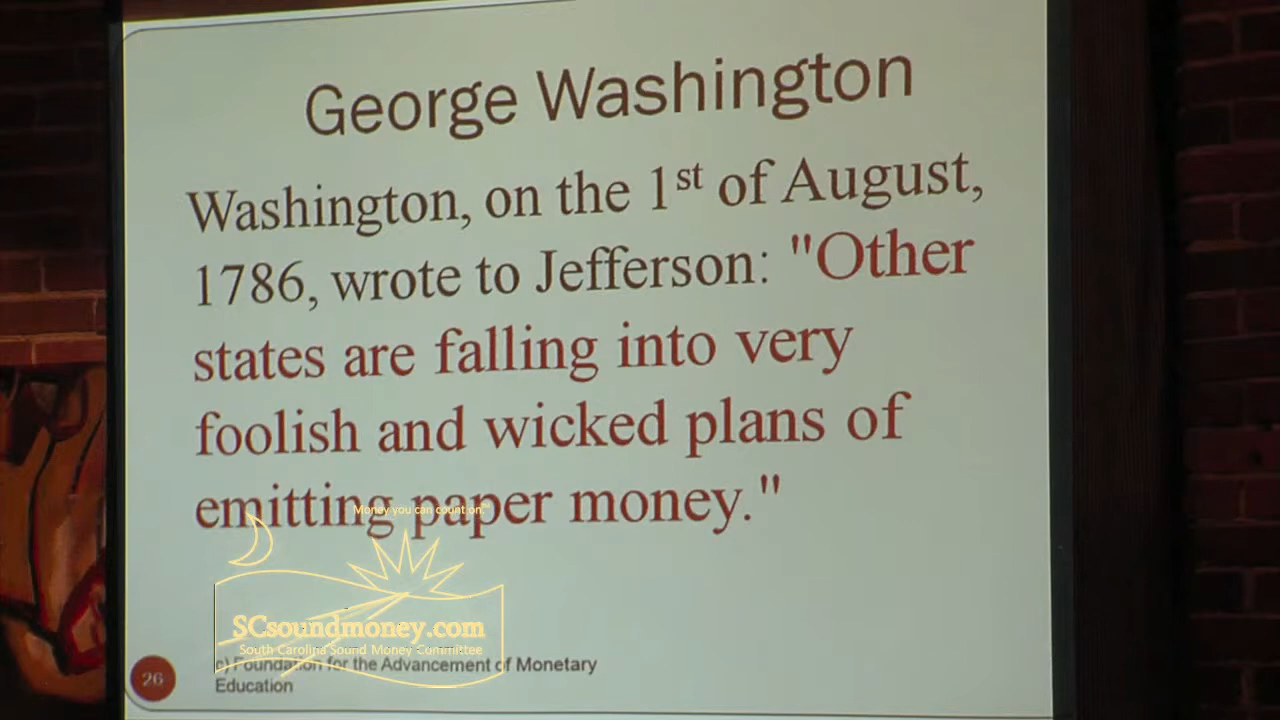 George Washington
Washington, on the 1st of August,
1786, wrote to Jefferson: "Other
states are falling into very
foolish and wicked plans of
emitting paper money."
Money you can count on.
SCsoundmoney.com
South Carolina Sound Money Committee
c) Foundation for the Advancement of Monetary
Education
26